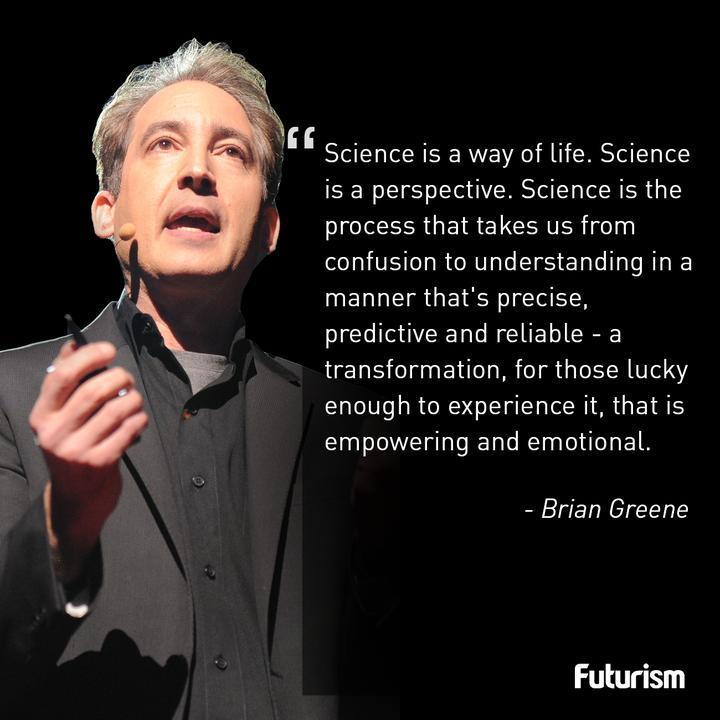 “ Science is a way of life. Science
is a perspective. Science is the
process that takes us from
confusion to understanding in a
manner that's precise,
predictive and reliable - a
transformation, for those lucky
enough to experience it, that is
empowering and emotional.
- Brian Greene
Futurism